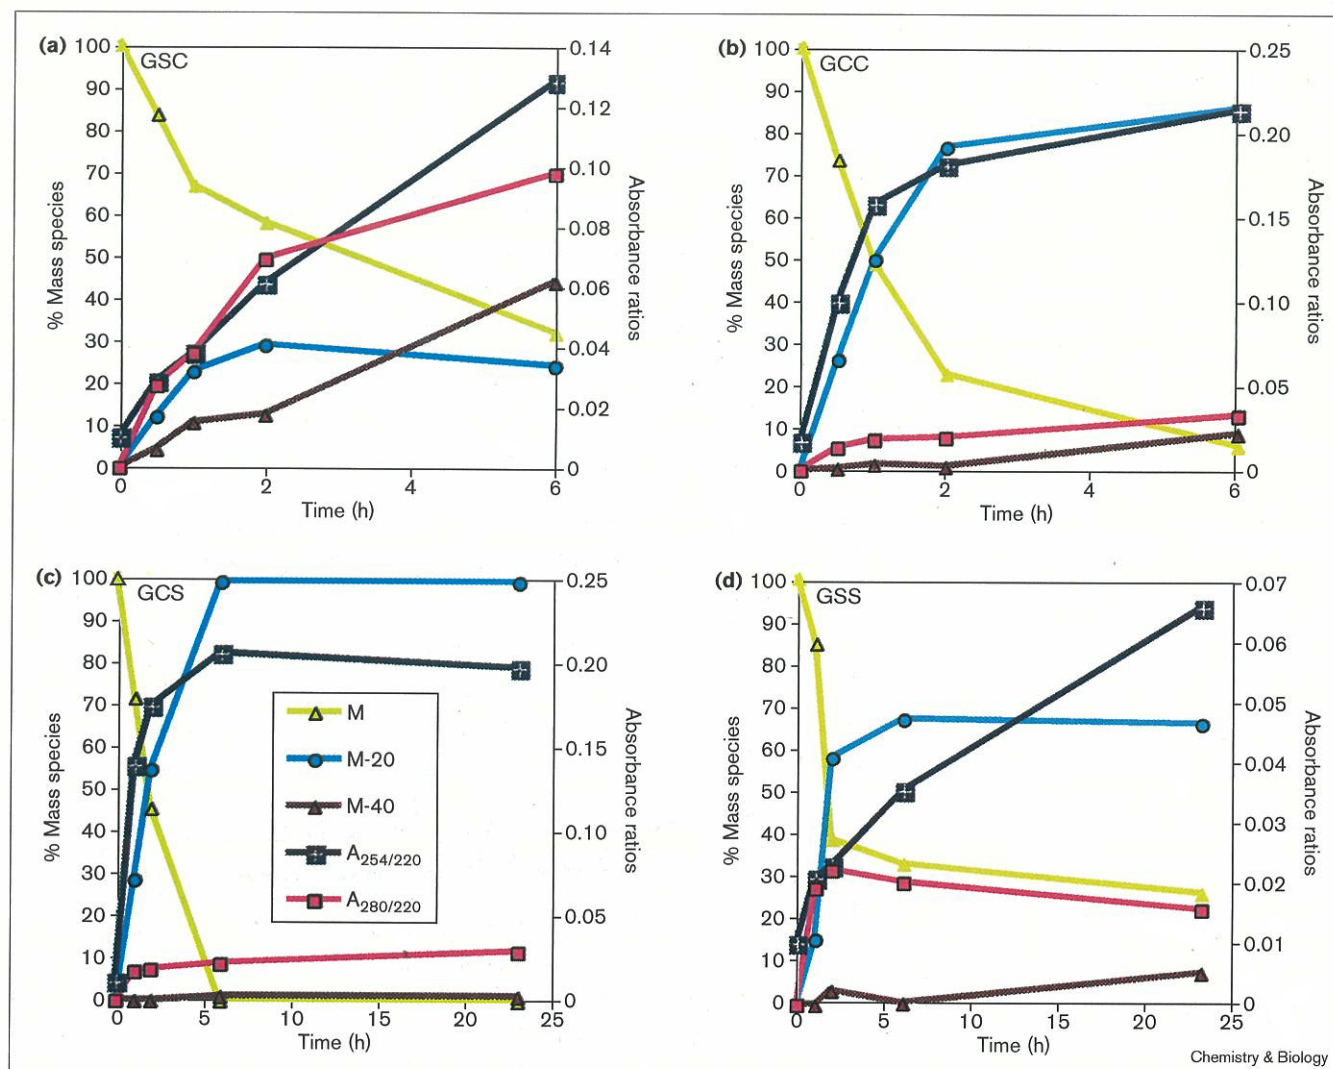 (a)
GSC
100
90
80
70
60
50
40
30
20
10
0
% Mass species
0.14
0.12
0.10
0.08
0.06
0.04
0.02
0
Absorbance ratios
0 2 4 6
Time (h)
(b)
GCC
100
90
80
70
60
50
40
30
20
10
0
% Mass species
0.25
0.20
0.15
0.10
0.05
0
Absorbance ratios
0 2 4 6
Time (h)
(c)
GCS
100
90
80
70
60
50
40
30
20
10
0
% Mass species
M
M-20
M-40
A254/220
A280/220
0.25
0.20
0.15
0.10
0.05
0
Absorbance ratios
0 5 10 15 20 25
Time (h)
(d)
GSS
100
90
80
70
60
50
40
30
20
10
0
% Mass species
0.07
0.06
0.05
0.04
0.03
0.02
0.01
0
Absorbance ratios
0 5 10 15 20 25
Time (h)
Chemistry & Biology